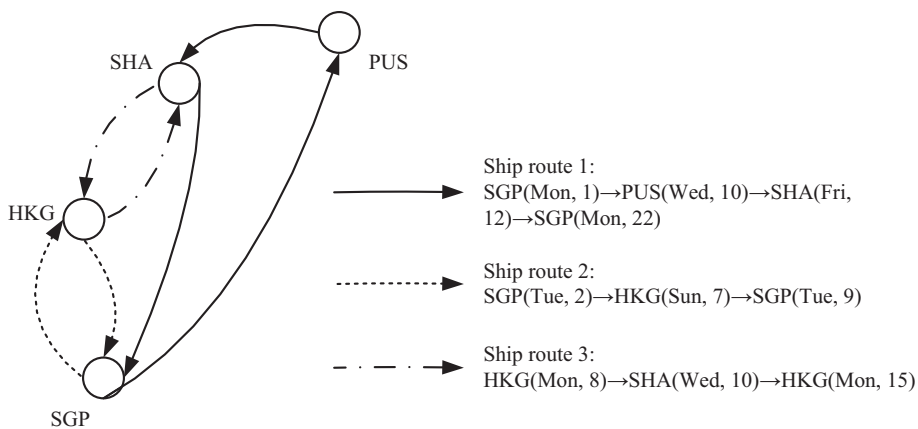 SHA
PUS
HKG
SGP
Ship route 1:
SGP(Mon, 1)→PUS(Wed, 10)→SHA(Fri,
12)→SGP(Mon, 22)
Ship route 2:
SGP(Tue, 2)→HKG(Sun, 7)→SGP(Tue, 9)
Ship route 3:
HKG(Mon, 8)→SHA(Wed, 10)→HKG(Mon, 15)